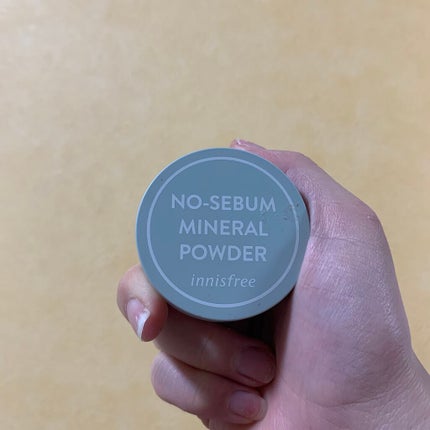 NO-SEBUM
MINERAL
POWDER
innisfree